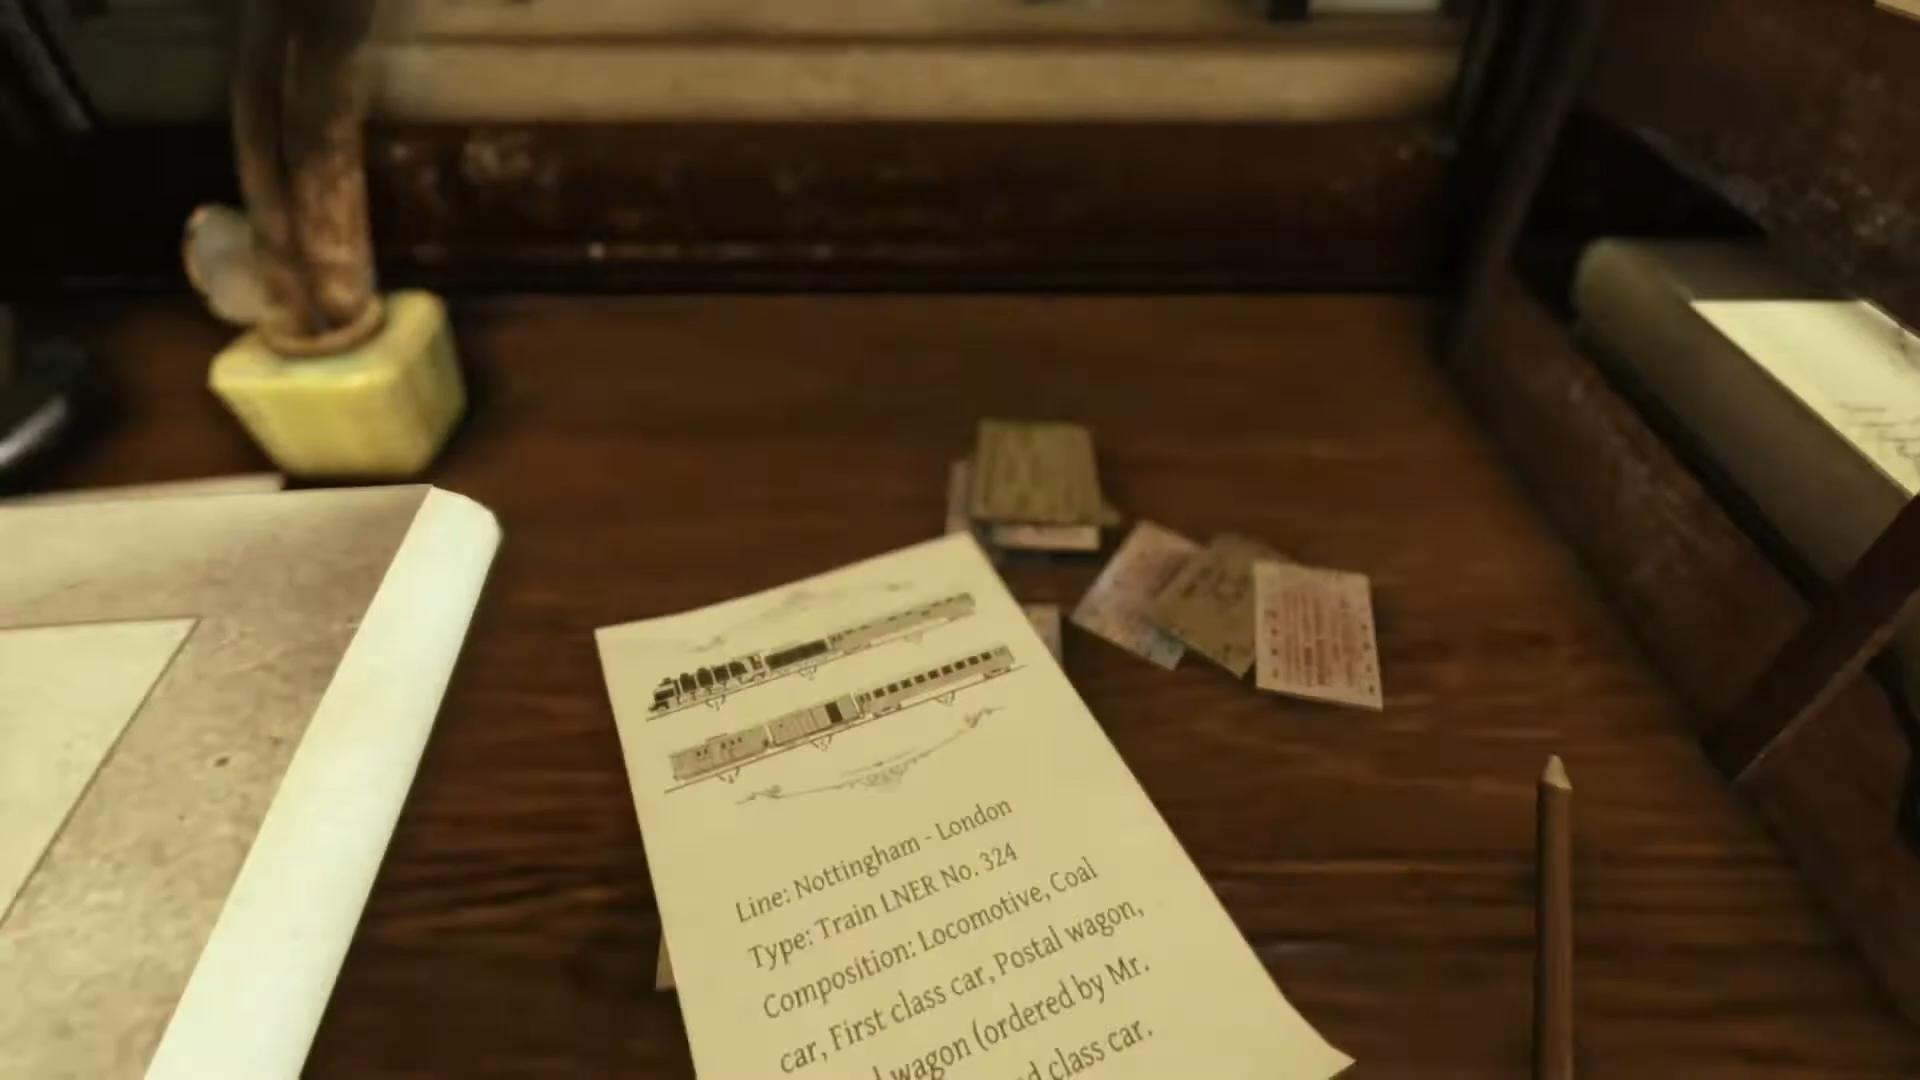 Line: Nottingham - London
Type: Train LNER No. 324
Composition: Locomotive, Coal
car, First class car, Postal wagon,
wagon (ordered by Mr.
class car.